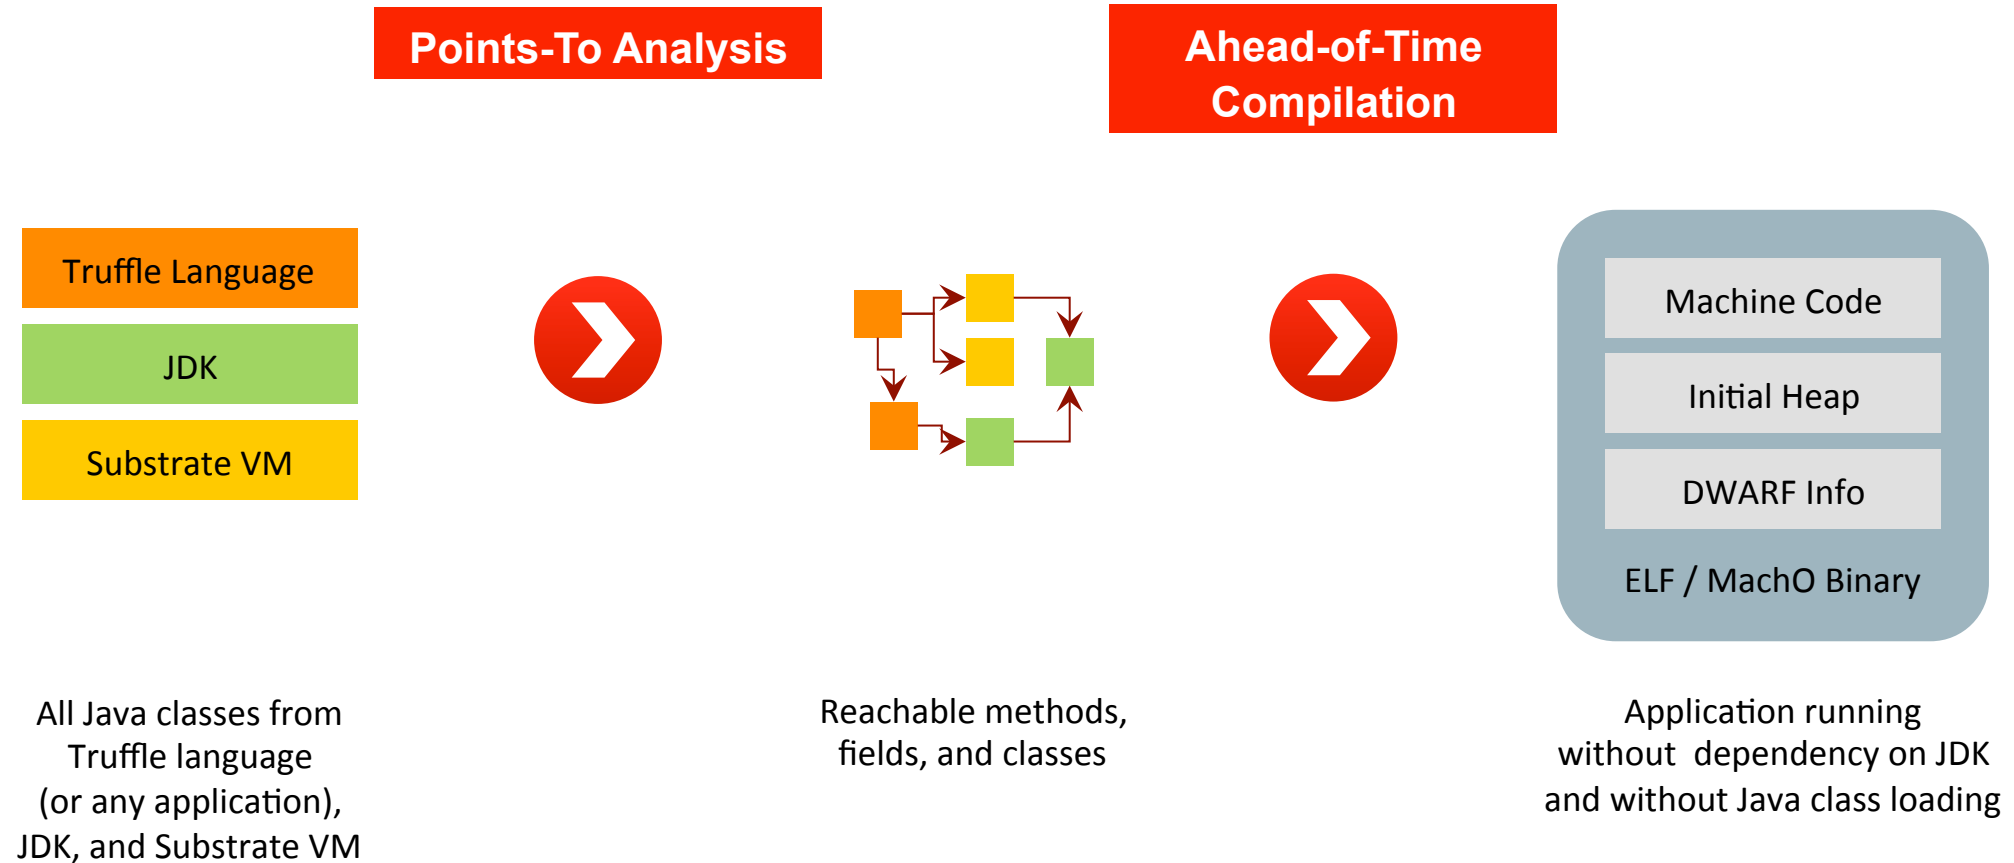 Points-To Analysis
Ahead-of-Time
Compilation
Truffle Language
JDK
Substrate VM
Machine Code
Initial Heap
DWARF Info
ELF / MachO Binary
All Java classes from
Truffle language
(or any application),
JDK, and Substrate VM
Reachable methods,
fields, and classes
Application running
without dependency on JDK
and without Java class loading